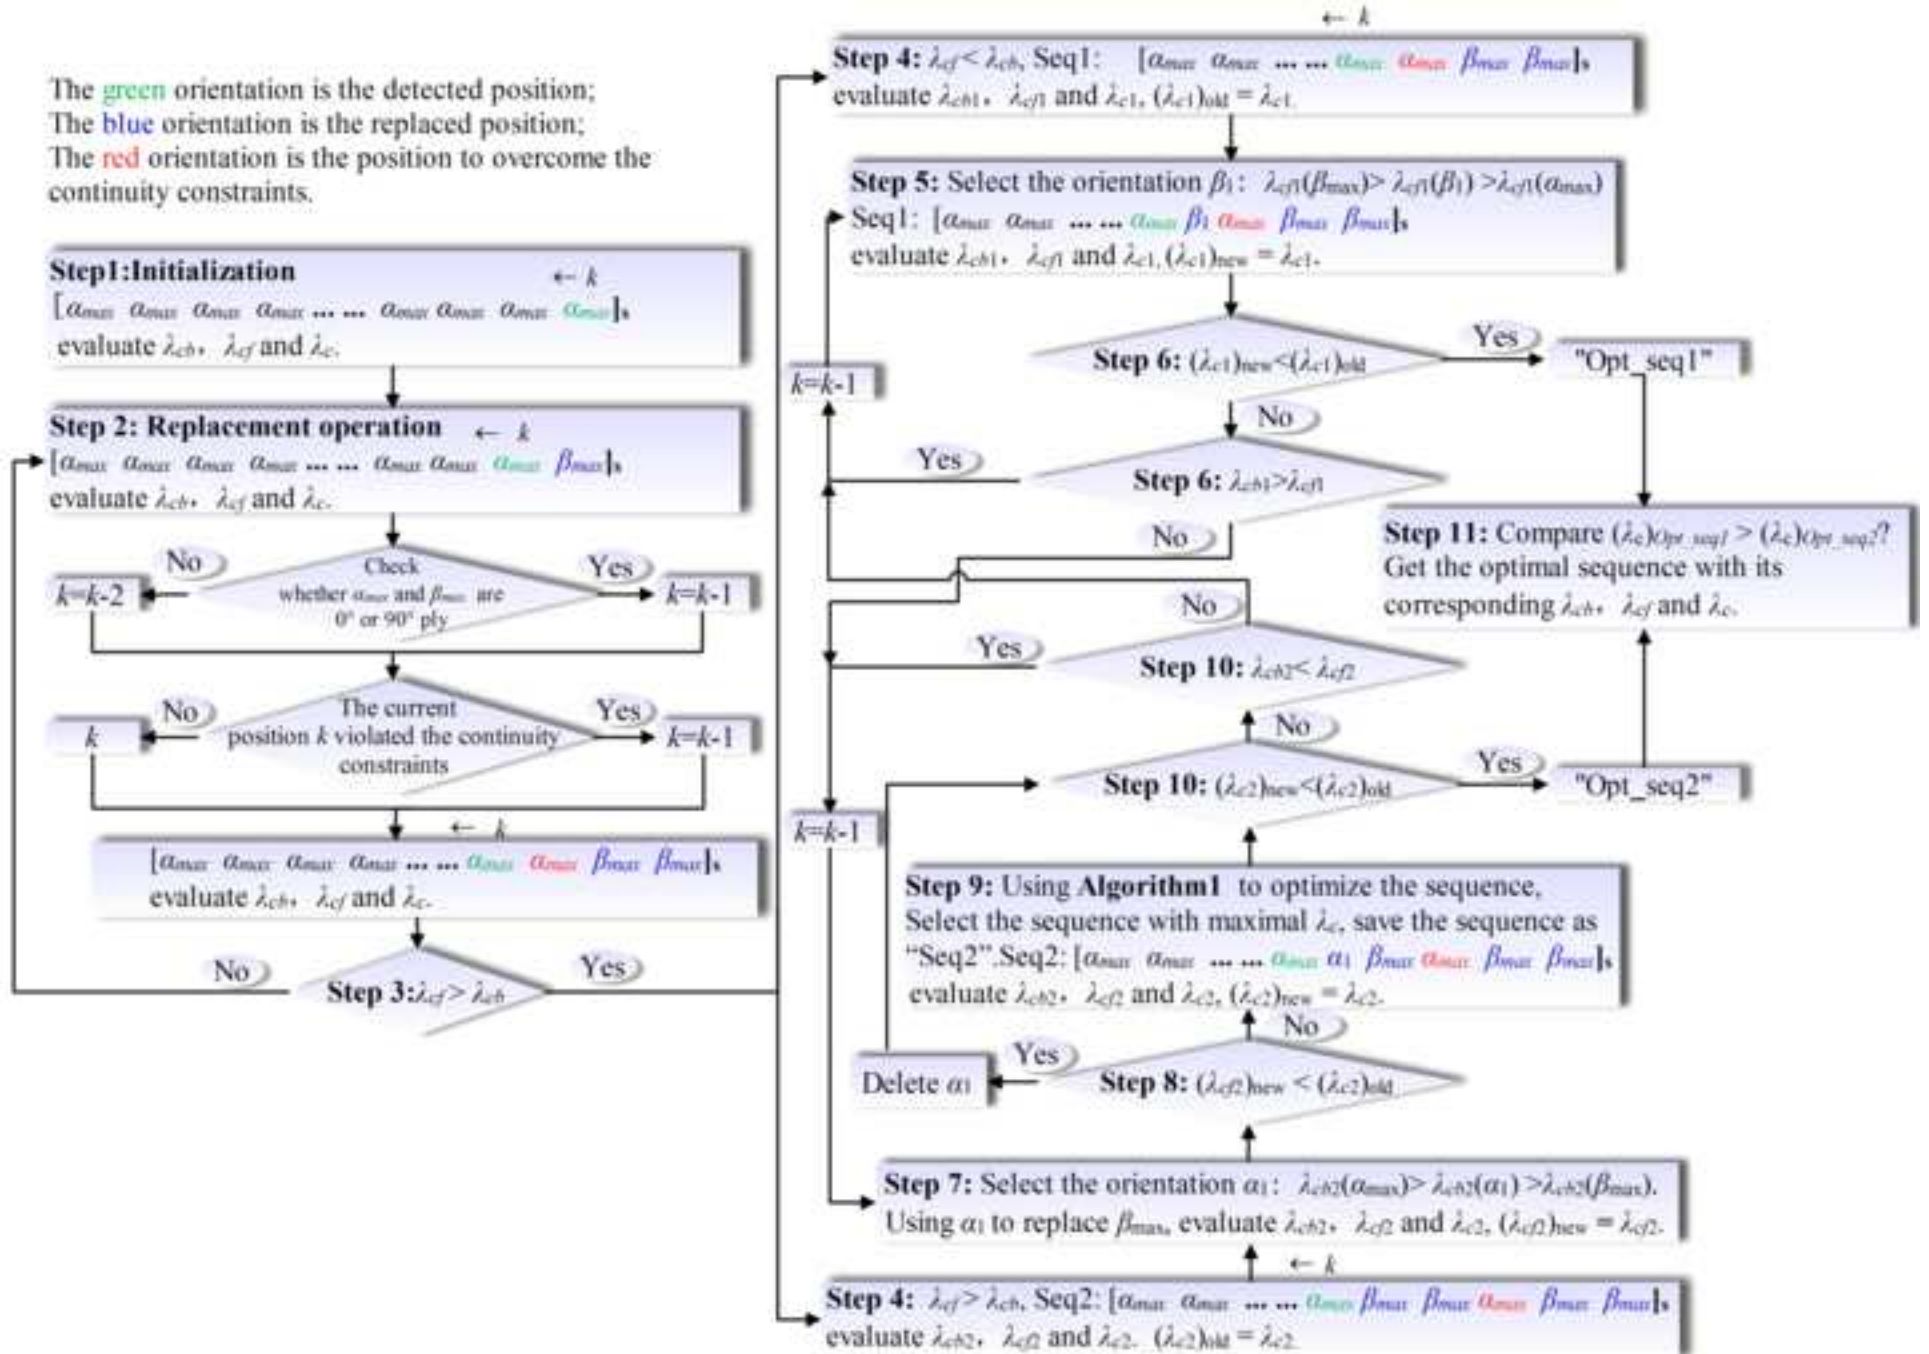 The green orientation is the detected position;
The blue orientation is the replaced position;
The red orientation is the position to overcome the
continuity constraints.
Step1:Initialization
← k
[αmax αmax αmax αmax ... ... αmax αmax αmax αmax]s
evaluate λcb, λcf and λc.
Step 2: Replacement operation ← k
[αmax αmax αmax αmax ... ... αmax αmax αmax βmax]s
evaluate λcb, λcf and λc.
No
Yes
Check
whether αmax and βmax are
0° or 90° ply
k=k-2
k=k-1
No
Yes
The current
position k violated the continuity
constraints
k
k=k-1
← k
[αmax αmax αmax αmax ... ... αmax αmax βmax βmax]s
evaluate λcb, λcf and λc.
No
Yes
Step 3:λcf> λcb
← k
Step 4: λcf< λcb, Seq1: [αmax αmax ... ... αmax αmax βmax βmax]s
evaluate λcb1, λcf1 and λc1, (λc1)old = λc1.
Step 5: Select the orientation β1: λcf1(βmax)> λcf1(β1) >λcf1(αmax)
Seq1: [αmax αmax ... ... αmax β1 αmax βmax βmax]s
evaluate λcb1, λcf1 and λc1,(λc1)new = λc1.
k=k-1
Step 6: (λc1)new<(λc1)old
Yes
"Opt_seq1"
No
Yes
Step 6: λcb1>λcf1
No
Step 11: Compare (λc)Opt_seq1 > (λc)Opt_seq2?
Get the optimal sequence with its
corresponding λcb, λcf and λc.
No
Yes
Step 10: λcb2< λcf2
No
Step 10: (λc2)new<(λc2)old
Yes
"Opt_seq2"
k=k-1
Step 9: Using Algorithm1 to optimize the sequence,
Select the sequence with maximal λc, save the sequence as
“Seq2”.Seq2: [αmax αmax ... ... αmax α1 βmax αmax βmax βmax]s
evaluate λcb2, λcf2 and λc2, (λc2)new = λc2.
No
Yes
Delete α1
Step 8: (λcf2)new < (λc2)old
Step 7: Select the orientation α1: λcb2(αmax)> λcb2(α1) >λcb2(βmax).
Using α1 to replace βmax, evaluate λcb2, λcf2 and λc2, (λcf2)new = λcf2.
← k
Step 4: λcf > λcb, Seq2: [αmax αmax ... ... αmax βmax βmax αmax βmax βmax]s
evaluate λcb2, λcf2 and λc2. (λc2)old = λc2.